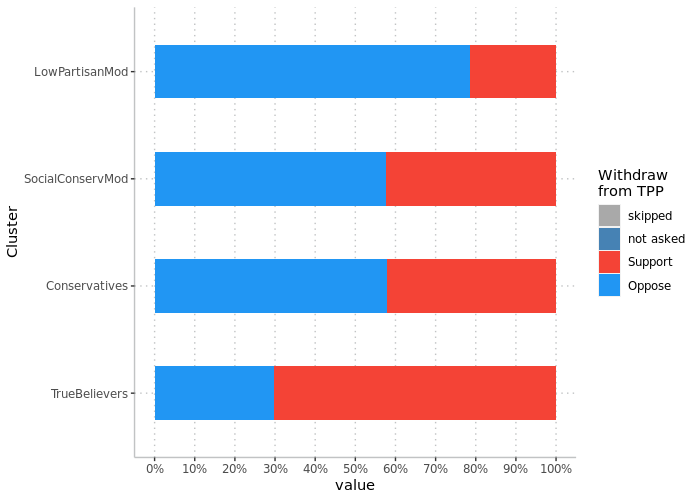 LowPartisanMod
SocialConservMod
Conservatives
TrueBelievers
Cluster
0% 10% 20% 30% 40% 50% 60% 70% 80% 90% 100%
value
Withdraw
from TPP
skipped
not asked
Support
Oppose